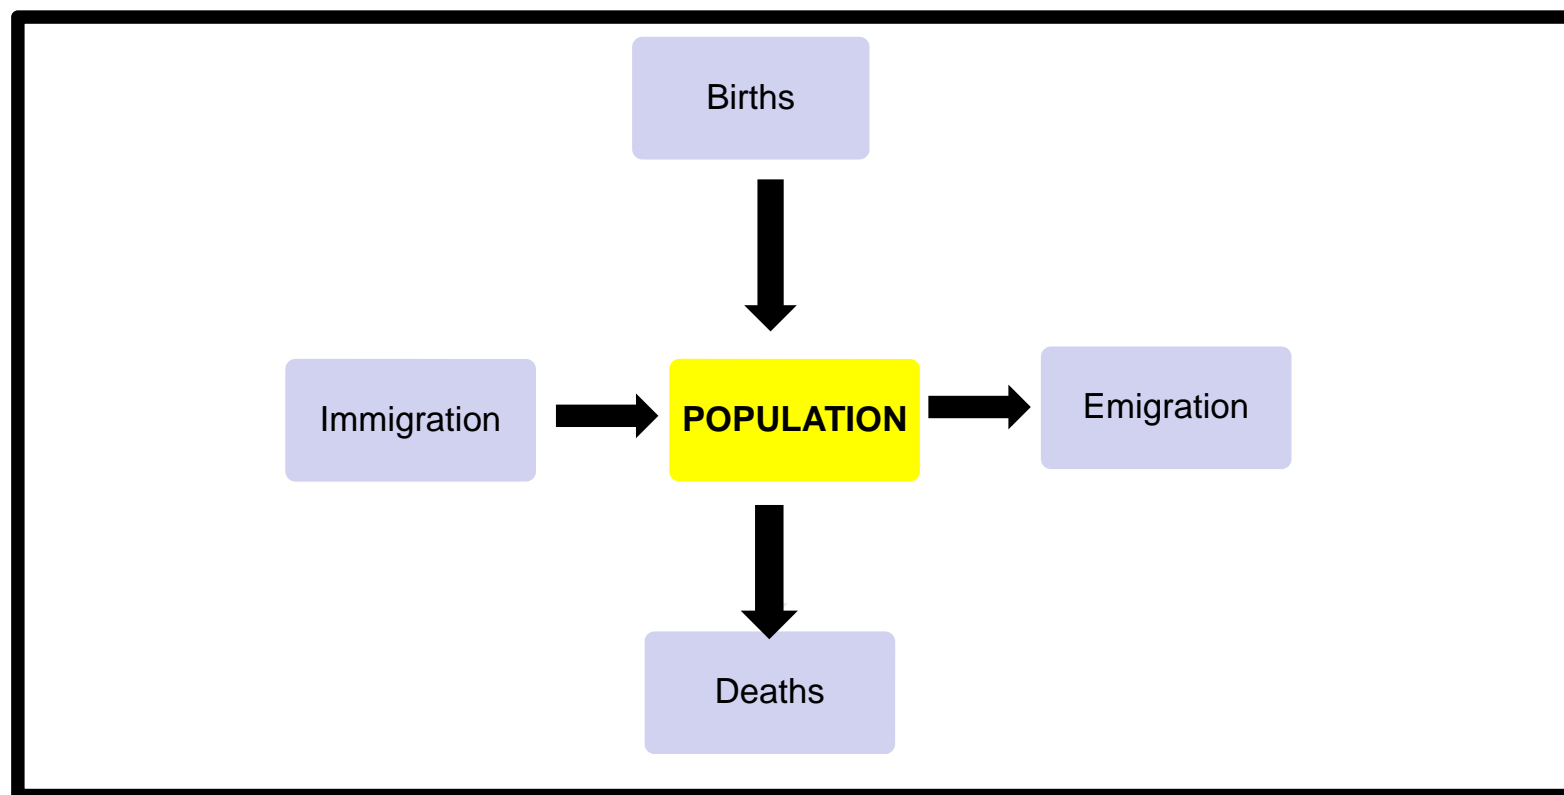 Births
Immigration
POPULATION
Emigration
Deaths